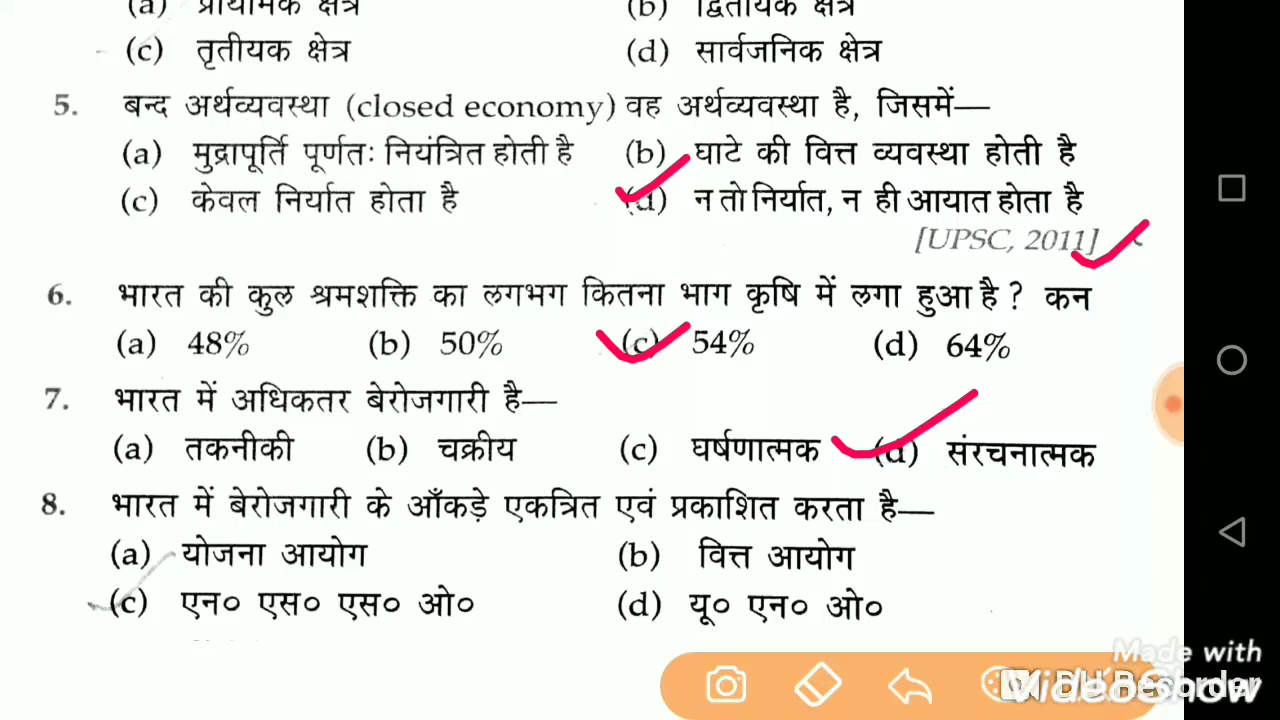 (a) प्राथमिक क्षेत्र (b) द्वितीयक क्षेत्र
(c) तृतीयक क्षेत्र (d) सार्वजनिक क्षेत्र
5. बन्द अर्थव्यवस्था (closed economy) वह अर्थव्यवस्था है, जिसमें—
(a) मुद्रापूर्ति पूर्णतः नियंत्रित होती है (b) घाटे की वित्त व्यवस्था होती है
(c) केवल निर्यात होता है (d) न तो निर्यात, न ही आयात होता है
[UPSC, 2011]
6. भारत की कुल श्रमशक्ति का लगभग कितना भाग कृषि में लगा हुआ है ? कन
(a) 48% (b) 50% (c) 54% (d) 64%
7. भारत में अधिकतर बेरोजगारी है—
(a) तकनीकी (b) चक्रीय (c) घर्षणात्मक (d) संरचनात्मक
8. भारत में बेरोजगारी के आँकड़े एकत्रित एवं प्रकाशित करता है—
(a) योजना आयोग (b) वित्त आयोग
(c) एन० एस० एस० ओ० (d) यू० एन० ओ०
Made with
VideoShow